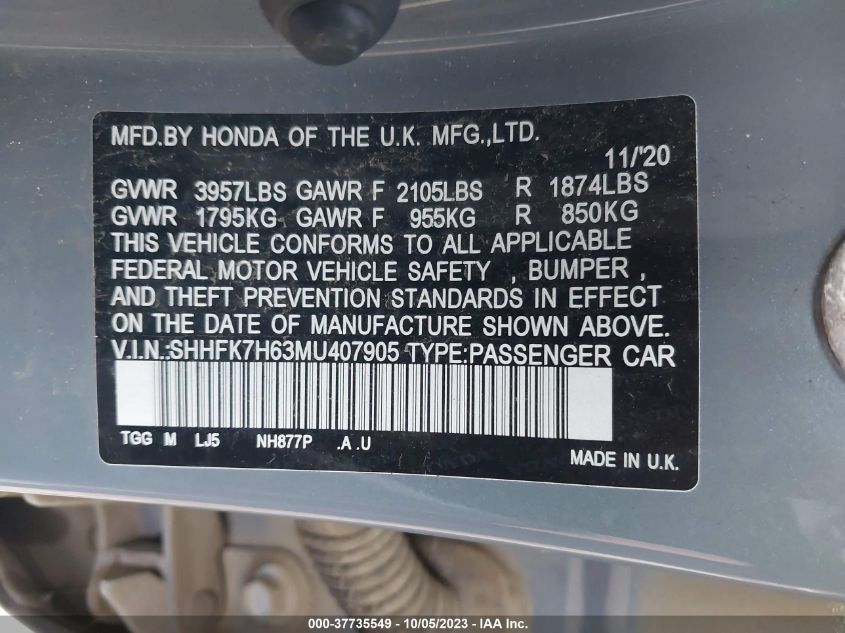 MFD.BY HONDA OF THE U.K. MFG.,LTD.
11/'20
GVWR 3957LBS GAWR F 2105LBS R 1874LBS
GVWR 1795KG GAWR F 955KG R 850KG
THIS VEHICLE CONFORMS TO ALL APPLICABLE
FEDERAL MOTOR VEHICLE SAFETY , BUMPER ,
AND THEFT PREVENTION STANDARDS IN EFFECT
ON THE DATE OF MANUFACTURE SHOWN ABOVE.
V.I.N.:SHHFK7H63MU407905 TYPE:PASSENGER CAR
TGG M LJ5 NH877P .A .U
MADE IN U.K.
000-37735549 - 10/05/2023 - IAA Inc.